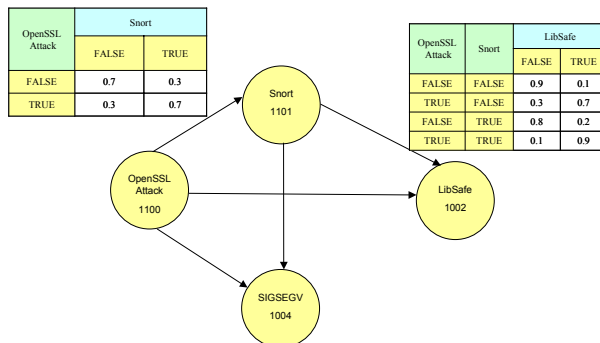 OpenSSL Attack Snort
FALSE TRUE
FALSE 0.7 0.3
TRUE 0.3 0.7
OpenSSL Attack Snort LibSafe
FALSE TRUE
FALSE FALSE 0.9 0.1
TRUE FALSE 0.3 0.7
FALSE TRUE 0.8 0.2
TRUE TRUE 0.1 0.9
Snort
1101
OpenSSL
Attack
1100
LibSafe
1002
SIGSEGV
1004